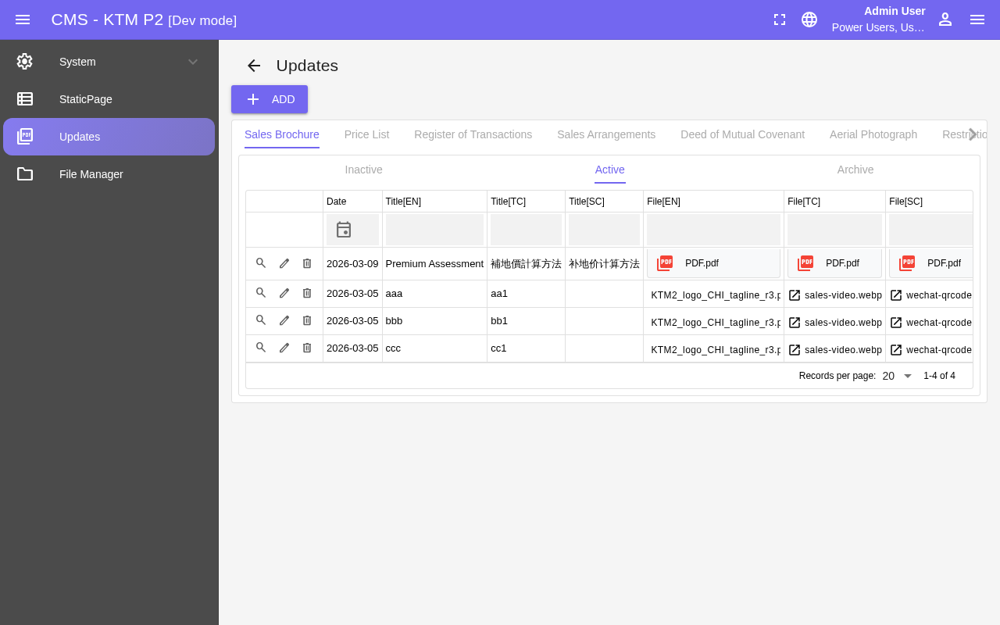 CMS - KTM P2 [Dev mode]
Admin User
Power Users, Us…
System
StaticPage
Updates
File Manager
Updates
ADD
Sales Brochure Price List Register of Transactions Sales Arrangements Deed of Mutual Covenant Aerial Photograph
Inactive Active Archive
Date Title[EN] Title[TC] Title[SC] File[EN] File[TC] File[SC]
2026-03-09 Premium Assessment 補地價計算方法 补地价计算方法 PDF PDF.pdf PDF PDF.pdf PDF PDF.pdf
2026-03-05 aaa aa1 KTM2_logo_CHI_tagline_r3.p sales-video.webp wechat-qrcode
2026-03-05 bbb bb1 KTM2_logo_CHI_tagline_r3.p sales-video.webp wechat-qrcode
2026-03-05 ccc cc1 KTM2_logo_CHI_tagline_r3.p sales-video.webp wechat-qrcode
Records per page: 20 1-4 of 4